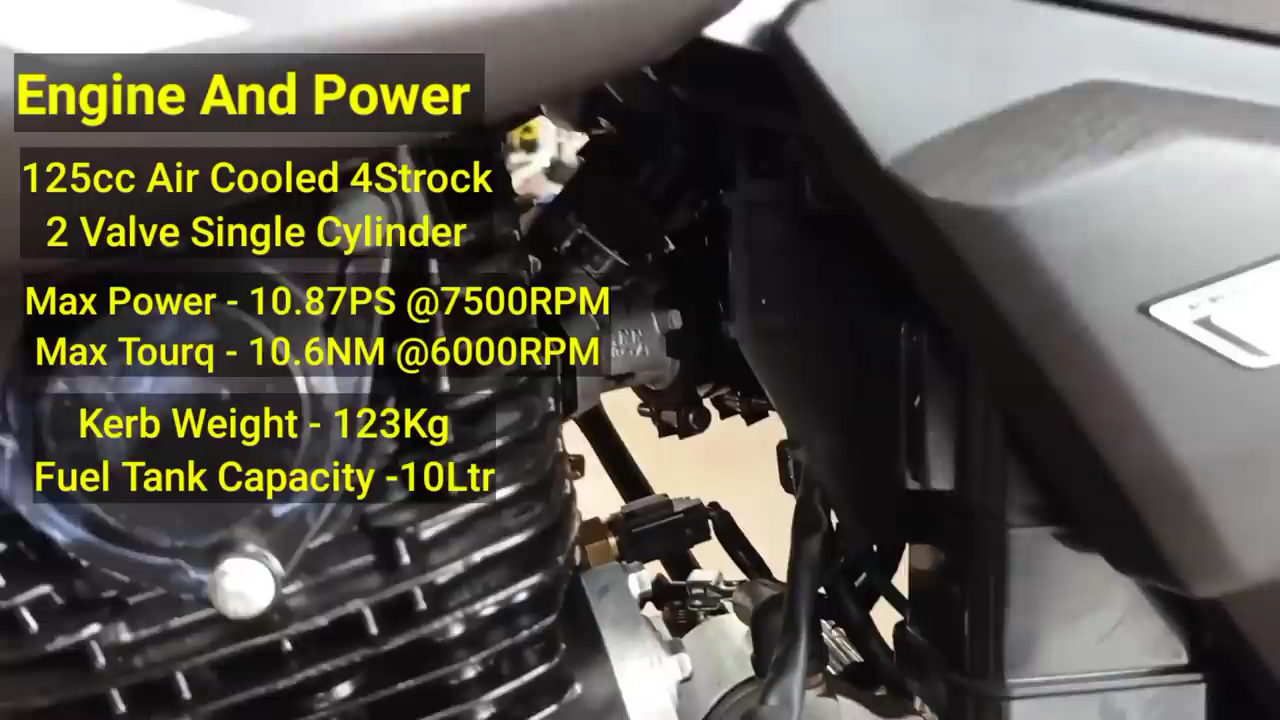 Engine And Power
125cc Air Cooled 4Strock
2 Valve Single Cylinder
Max Power - 10.87PS @7500RPM
Max Tourq - 10.6NM @6000RPM
Kerb Weight - 123Kg
Fuel Tank Capacity -10Ltr